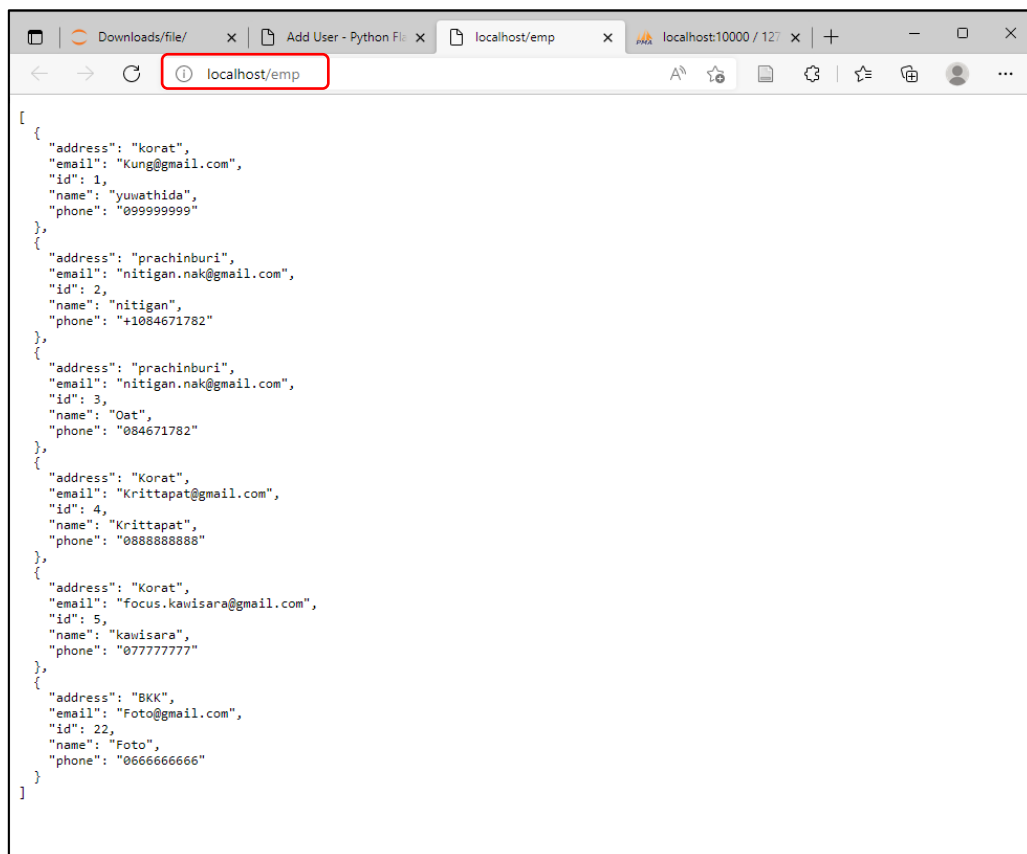 Downloads/file/
Add User - Python Fla
localhost/emp
localhost:10000 / 127
localhost/emp
[
  {
    "address": "korat",
    "email": "Kung@gmail.com",
    "id": 1,
    "name": "yuwathida",
    "phone": "099999999"
  },
  {
    "address": "prachinburi",
    "email": "nitigan.nak@gmail.com",
    "id": 2,
    "name": "nitigan",
    "phone": "+1084671782"
  },
  {
    "address": "prachinburi",
    "email": "nitigan.nak@gmail.com",
    "id": 3,
    "name": "Oat",
    "phone": "084671782"
  },
  {
    "address": "Korat",
    "email": "Krittapat@gmail.com",
    "id": 4,
    "name": "Krittapat",
    "phone": "0888888888"
  },
  {
    "address": "Korat",
    "email": "focus.kawisara@gmail.com",
    "id": 5,
    "name": "kawisara",
    "phone": "077777777"
  },
  {
    "address": "BKK",
    "email": "Foto@gmail.com",
    "id": 22,
    "name": "Foto",
    "phone": "0666666666"
  }
]